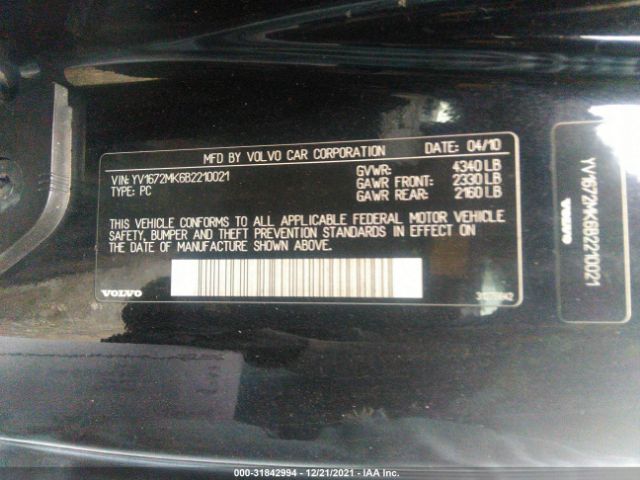 MFD BY VOLVO CAR CORPORATION DATE: 04/10
VIN: YV1672MK6B2210021 GVWR: 4340 LB
TYPE: PC GAWR FRONT: 2330 LB
GAWR REAR: 2160 LB
THIS VEHICLE CONFORMS TO ALL APPLICABLE FEDERAL MOTOR VEHICLE
SAFETY, BUMPER AND THEFT PREVENTION STANDARDS IN EFFECT ON
THE DATE OF MANUFACTURE SHOWN ABOVE.
VOLVO
YV1672MK6B2210021
VOLVO
000-31842994 - 12/21/2021 - IAA Inc.